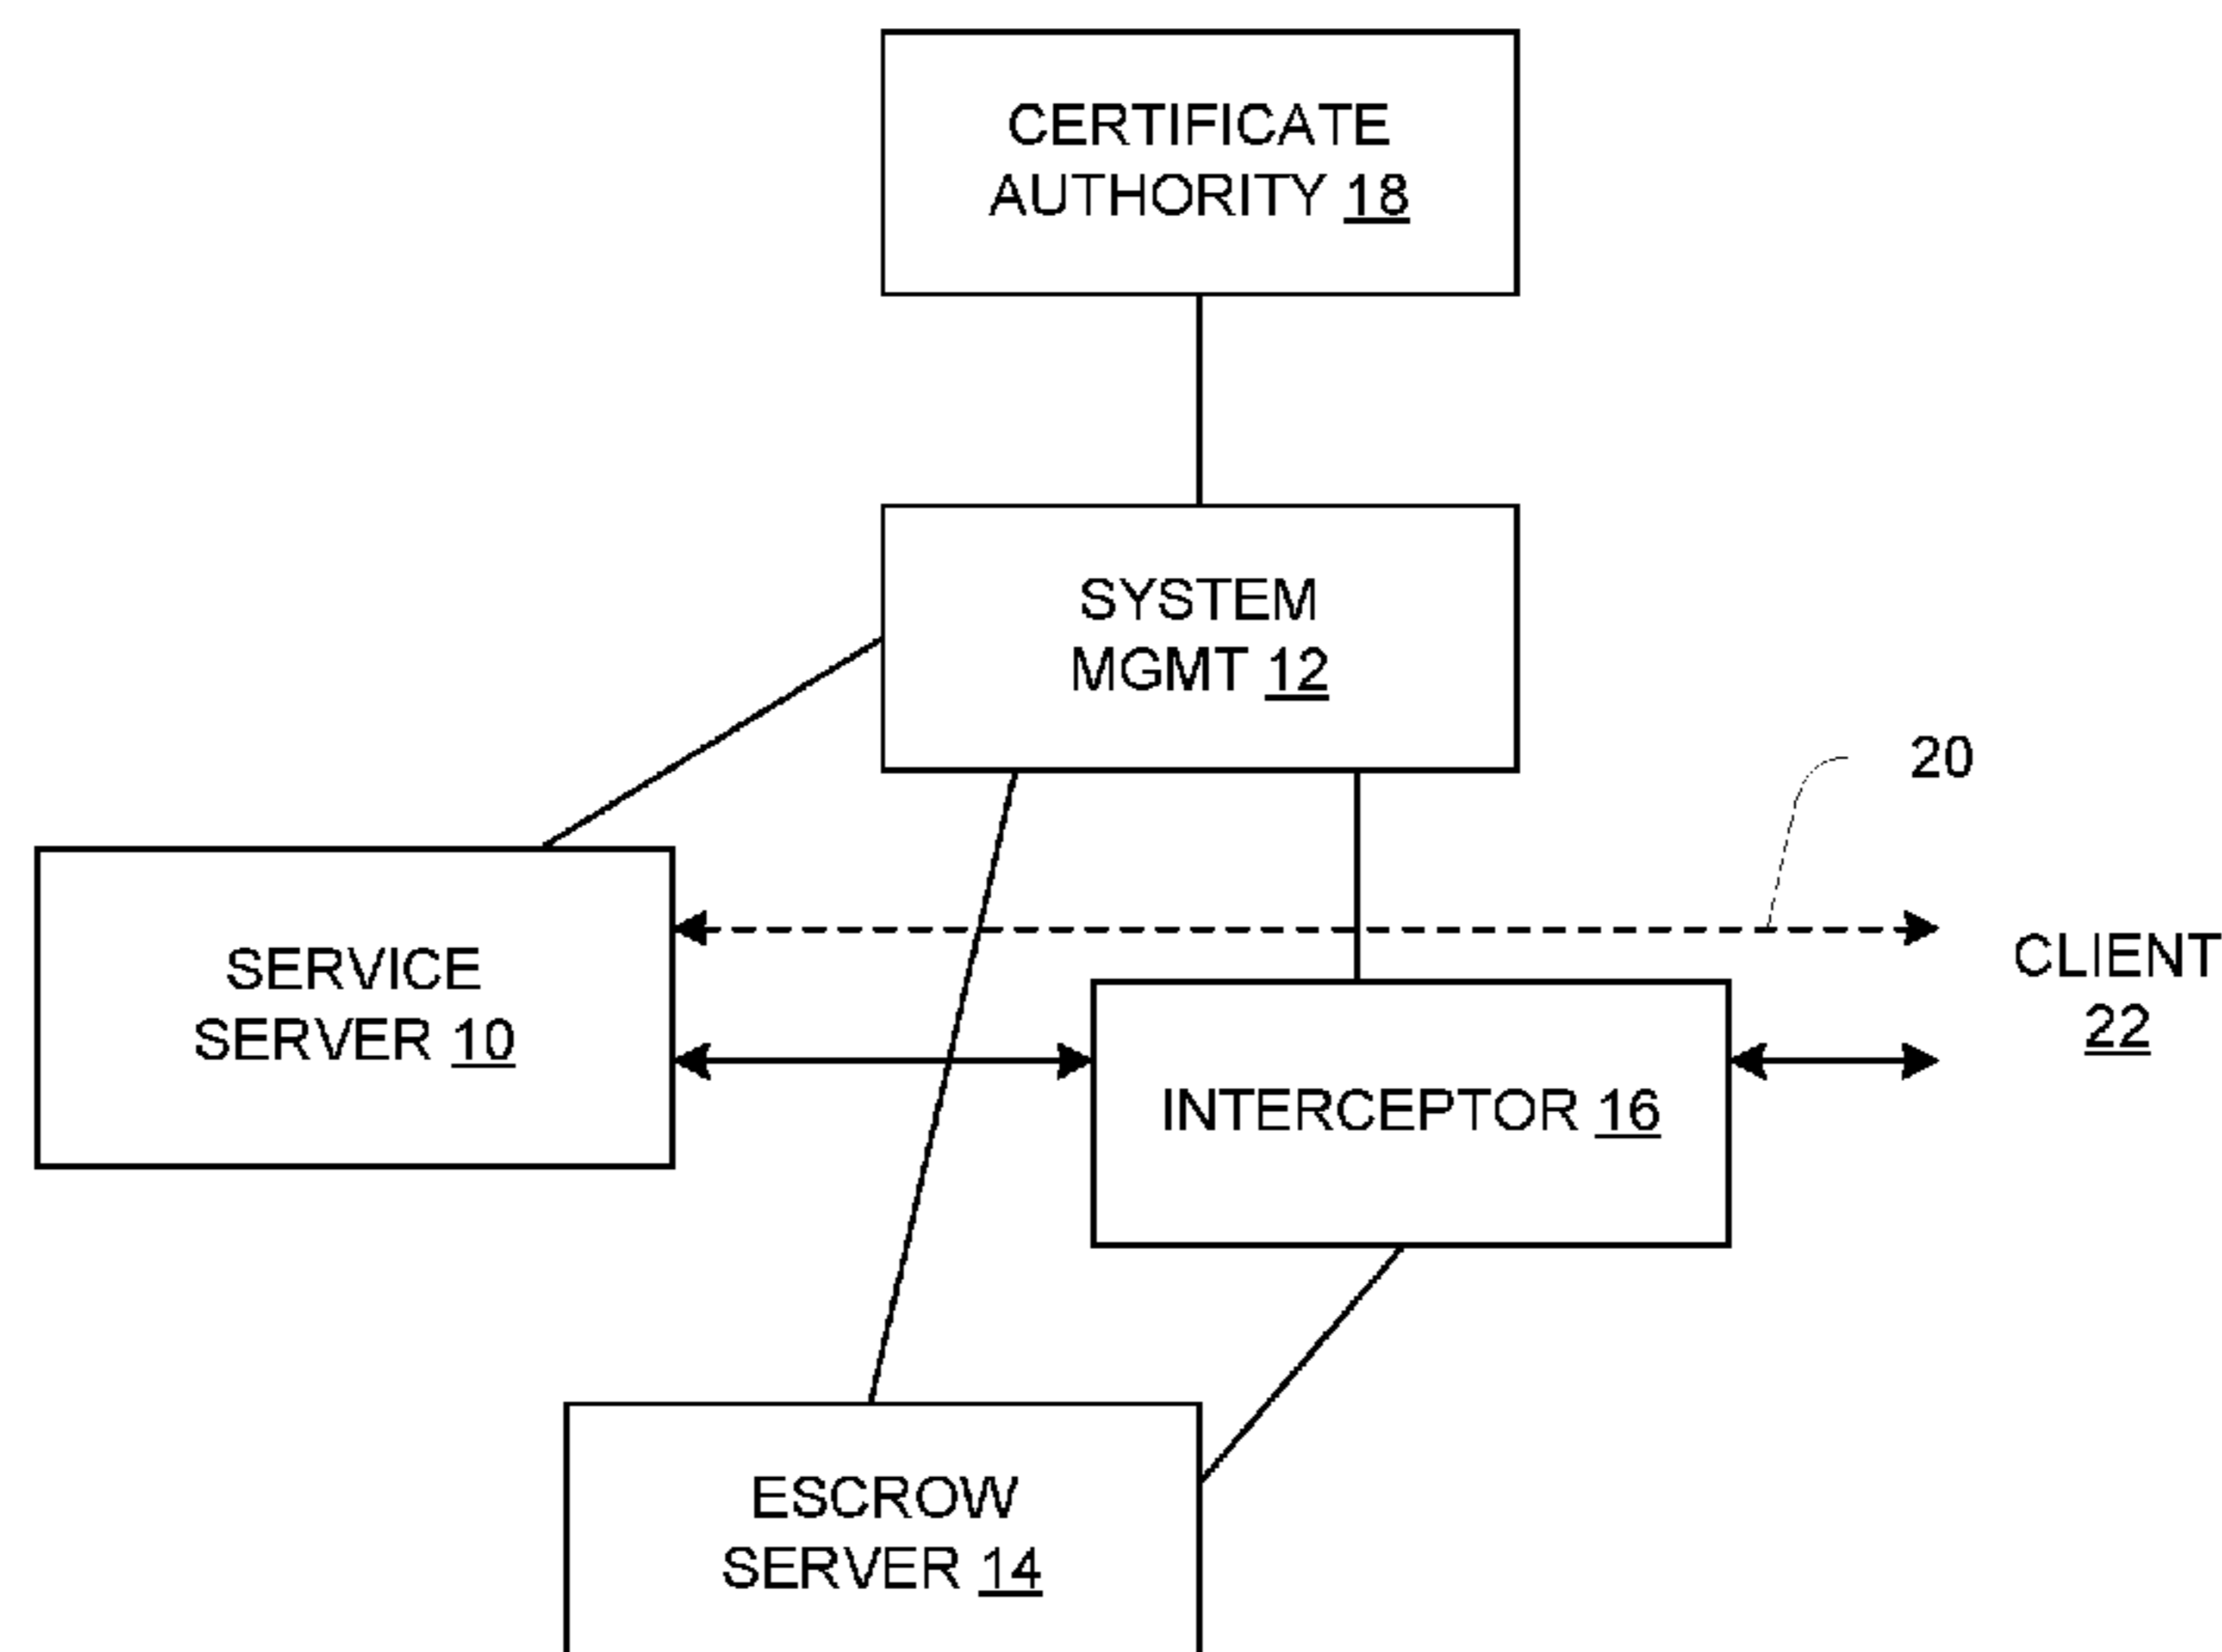 CERTIFICATE
AUTHORITY 18
SYSTEM
MGMT 12
20
SERVICE
SERVER 10
CLIENT
22
INTERCEPTOR 16
ESCROW
SERVER 14